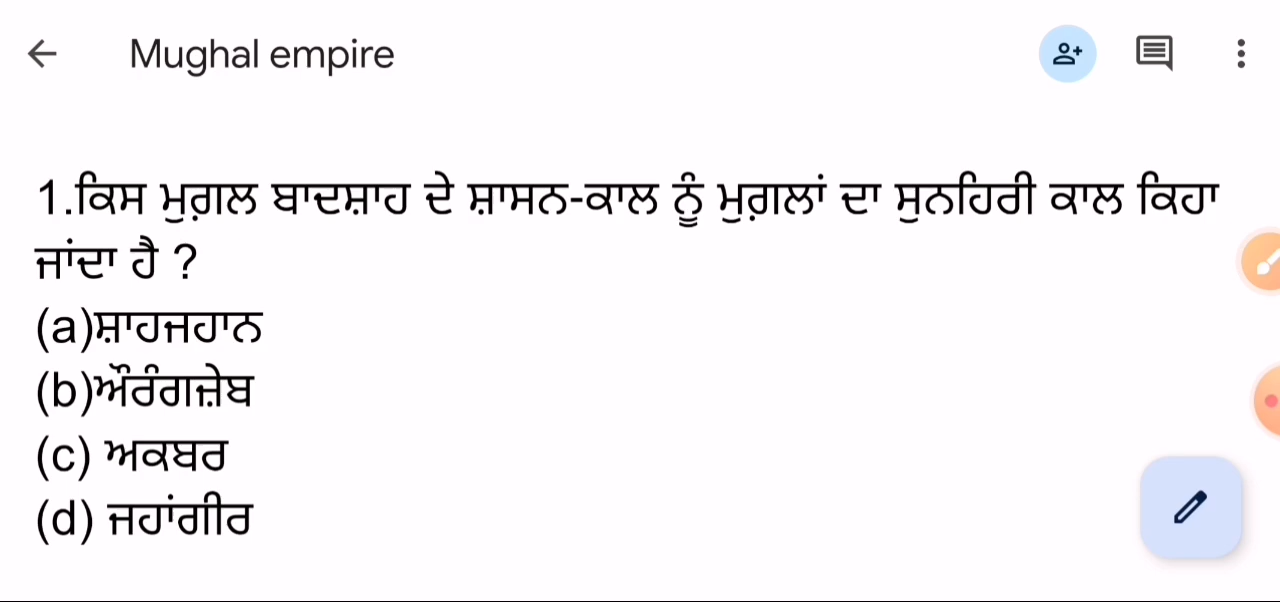 Mughal empire
1.ਕਿਸ ਮੁਗ਼ਲ ਬਾਦਸ਼ਾਹ ਦੇ ਸ਼ਾਸਨ-ਕਾਲ ਨੂੰ ਮੁਗ਼ਲਾਂ ਦਾ ਸੁਨਹਿਰੀ ਕਾਲ ਕਿਹਾ
ਜਾਂਦਾ ਹੈ ?
(a)ਸ਼ਾਹਜਹਾਨ
(b)ਔਰੰਗਜ਼ੇਬ
(c) ਅਕਬਰ
(d) ਜਹਾਂਗੀਰ